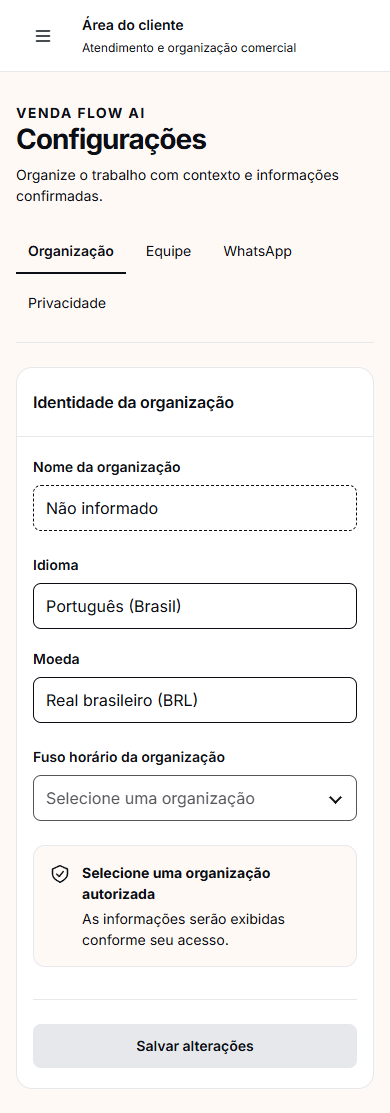 Área do cliente
Atendimento e organização comercial
VENDA FLOW AI
Configurações
Organize o trabalho com contexto e informações
confirmadas.
Organização
Equipe
WhatsApp
Privacidade
Identidade da organização
Nome da organização
Não informado
Idioma
Português (Brasil)
Moeda
Real brasileiro (BRL)
Fuso horário da organização
Selecione uma organização
Selecione uma organização
autorizada
As informações serão exibidas
conforme seu acesso.
Salvar alterações